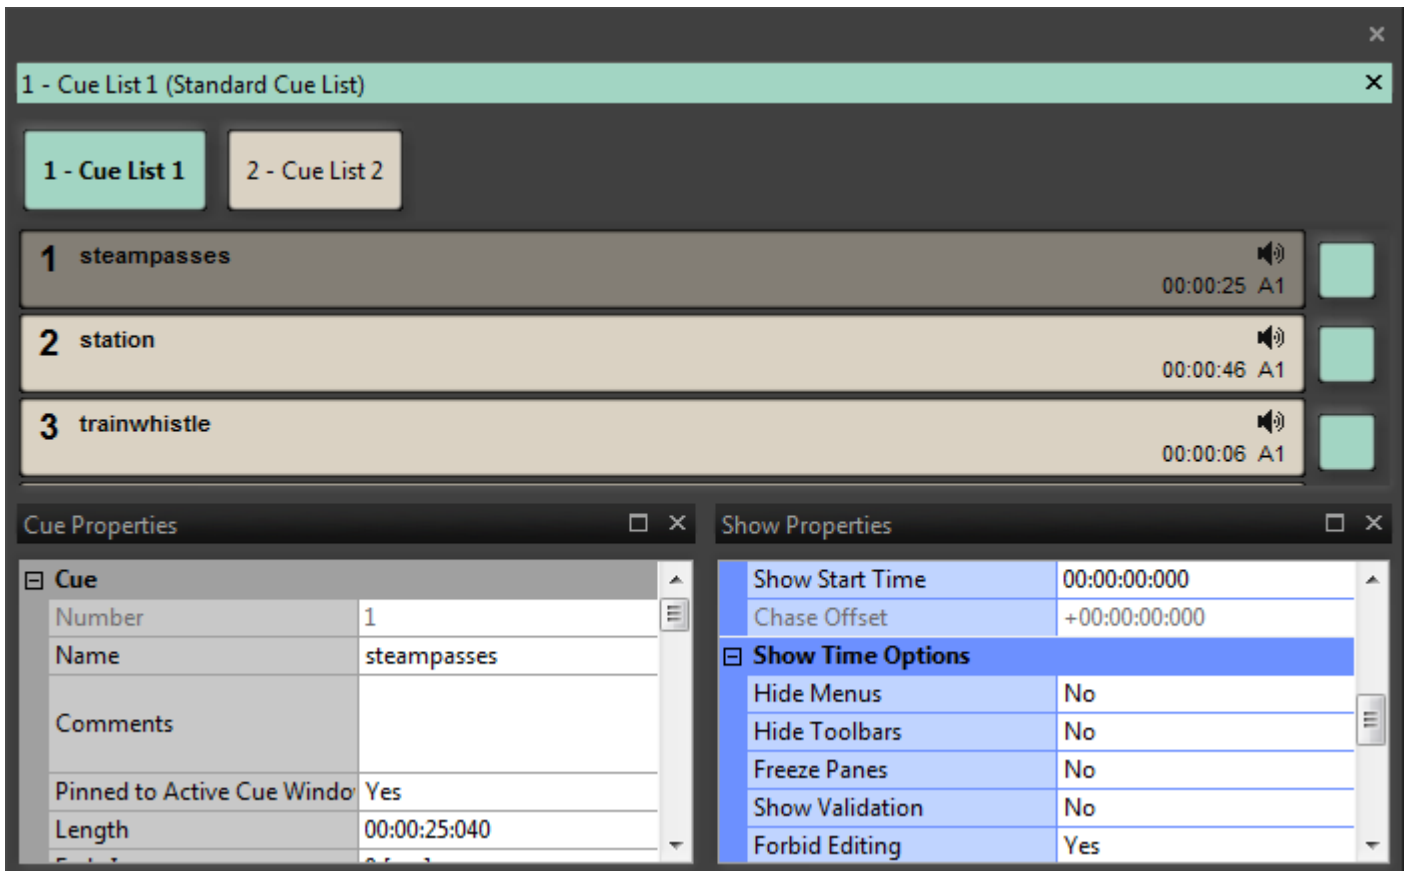 1 - Cue List 1 (Standard Cue List)
1 - Cue List 1
2 - Cue List 2
1 steampasses
00:00:25 A1
2 station
00:00:46 A1
3 trainwhistle
00:00:06 A1
Cue Properties
Cue
Number 1
Name steampasses
Comments
Pinned to Active Cue Windo Yes
Length 00:00:25:040
Show Properties
Show Start Time 00:00:00:000
Chase Offset +00:00:00:000
Show Time Options
Hide Menus No
Hide Toolbars No
Freeze Panes No
Show Validation No
Forbid Editing Yes